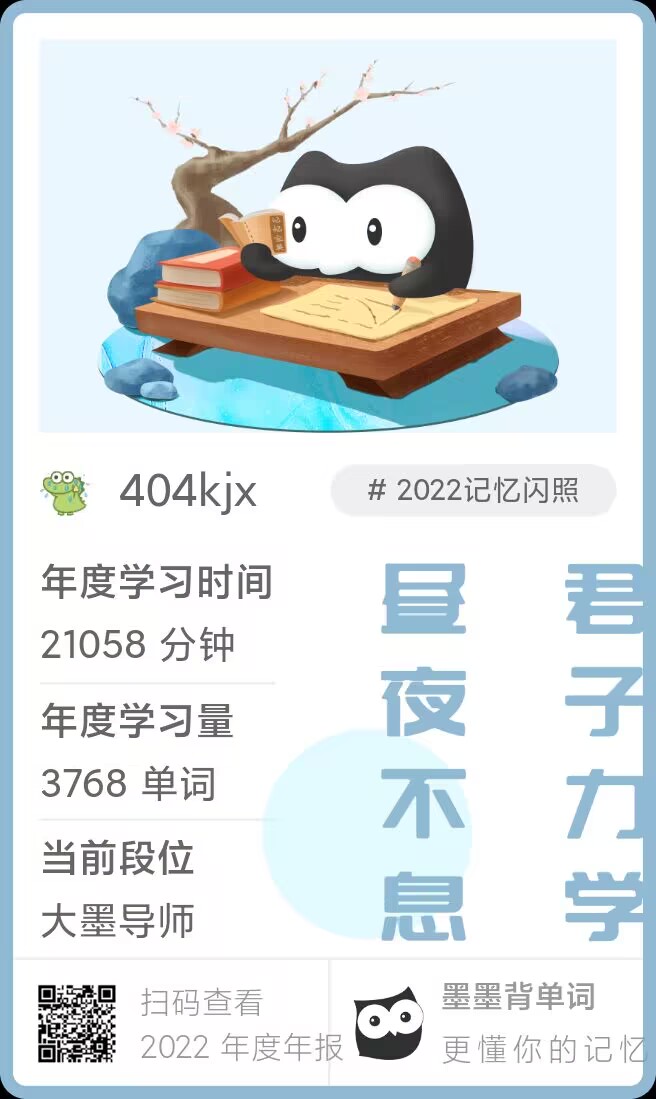 404kjx
# 2022记忆闪照
年度学习时间
21058 分钟
年度学习量
3768 单词
当前段位
大墨导师
君子力学
昼夜不息
扫码查看
2022 年度年报
墨墨背单词
更懂你的记忆